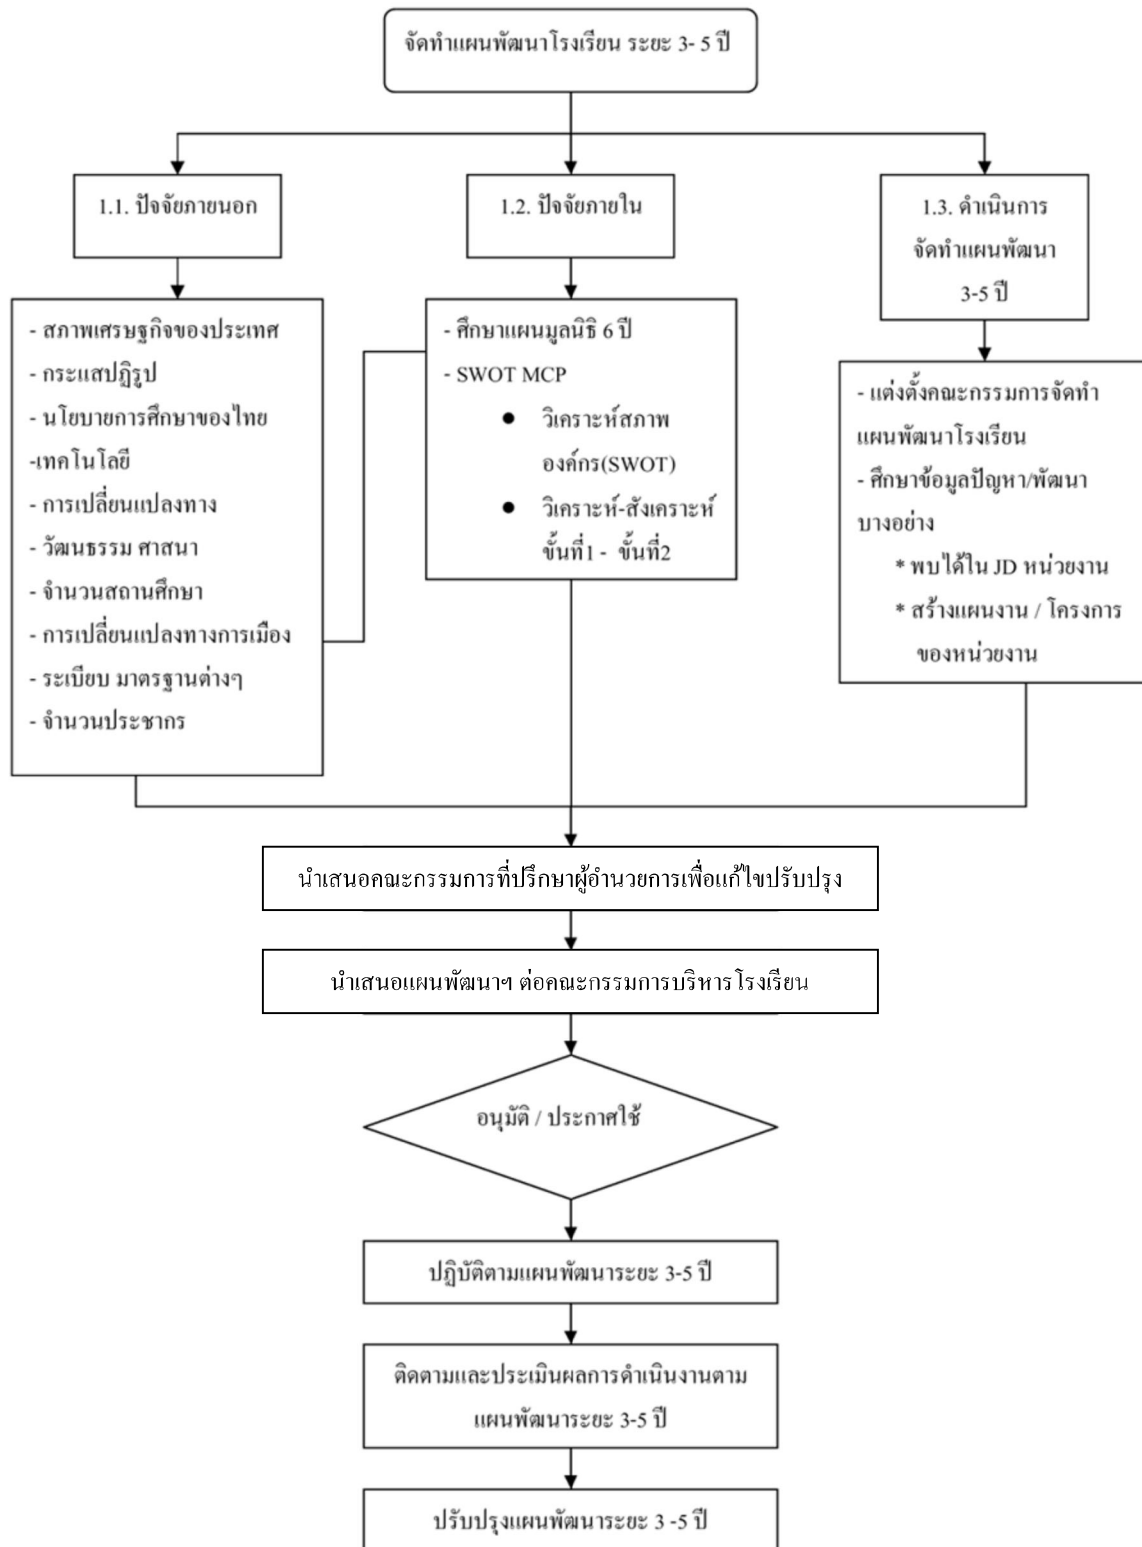 จัดทำแผนพัฒนาโรงเรียน ระยะ 3- 5 ปี
1.1. ปัจจัยภายนอก
1.2. ปัจจัยภายใน
1.3. ดำเนินการ
จัดทำแผนพัฒนา
3-5 ปี
- สภาพเศรษฐกิจของประเทศ
- กระแสปฏิรูป
- นโยบายการศึกษาของไทย
-เทคโนโลยี
- การเปลี่ยนแปลงทาง
- วัฒนธรรม ศาสนา
- จำนวนสถานศึกษา
- การเปลี่ยนแปลงทางการเมือง
- ระเบียบ มาตรฐานต่างๆ
- จำนวนประชากร
- ศึกษาแผนมูลนิธิ 6 ปี
- SWOT MCP
● วิเคราะห์สภาพ
องค์กร(SWOT)
● วิเคราะห์-สังเคราะห์
ขั้นที่1 - ขั้นที่2
- แต่งตั้งคณะกรรมการจัดทำ
แผนพัฒนาโรงเรียน
- ศึกษาข้อมูลปัญหา/พัฒนา
บางอย่าง
* พบได้ใน JD หน่วยงาน
* สร้างแผนงาน / โครงการ
ของหน่วยงาน
นำเสนอคณะกรรมการที่ปรึกษาผู้อำนวยการเพื่อแก้ไขปรับปรุง
นำเสนอแผนพัฒนาฯ ต่อคณะกรรมการบริหารโรงเรียน
อนุมัติ / ประกาศใช้
ปฏิบัติตามแผนพัฒนาระยะ 3-5 ปี
ติดตามและประเมินผลการดำเนินงานตาม
แผนพัฒนาระยะ 3-5 ปี
ปรับปรุงแผนพัฒนาระยะ 3 -5 ปี